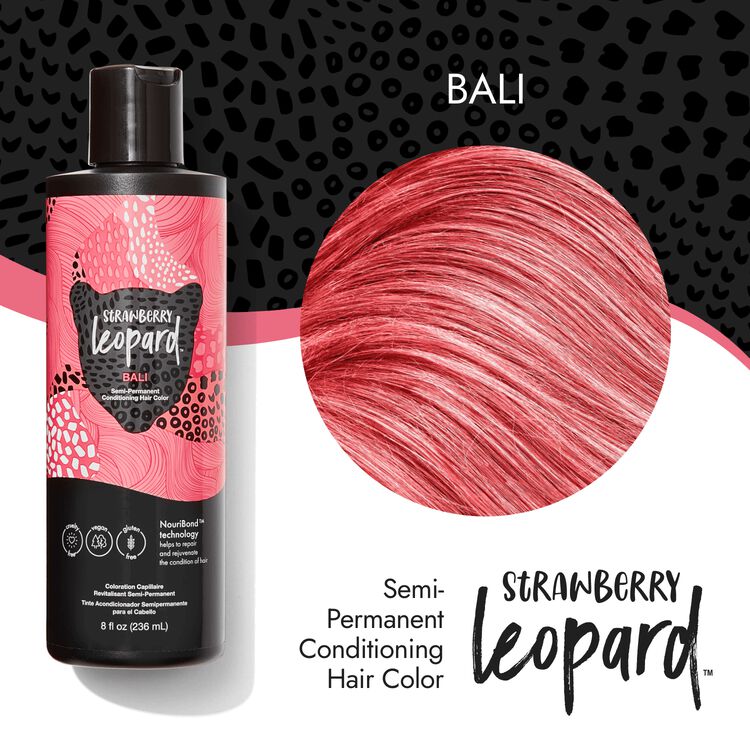 BALI
STRAWBERRY
leopard™
BALI
Semi-Permanent
Conditioning Hair Color
cruelty
free
vegan
gluten
free
NouriBond™
technology
helps to repair
and rejuvenate
the condition of hair
Coloration Capillaire
Revitalisant Semi-Permanent
Tinte Acondicionador Semipermanente
para el Cabello
8 fl oz (236 mL)
Semi-
Permanent
Conditioning
Hair Color
STRAWBERRY
leopard™